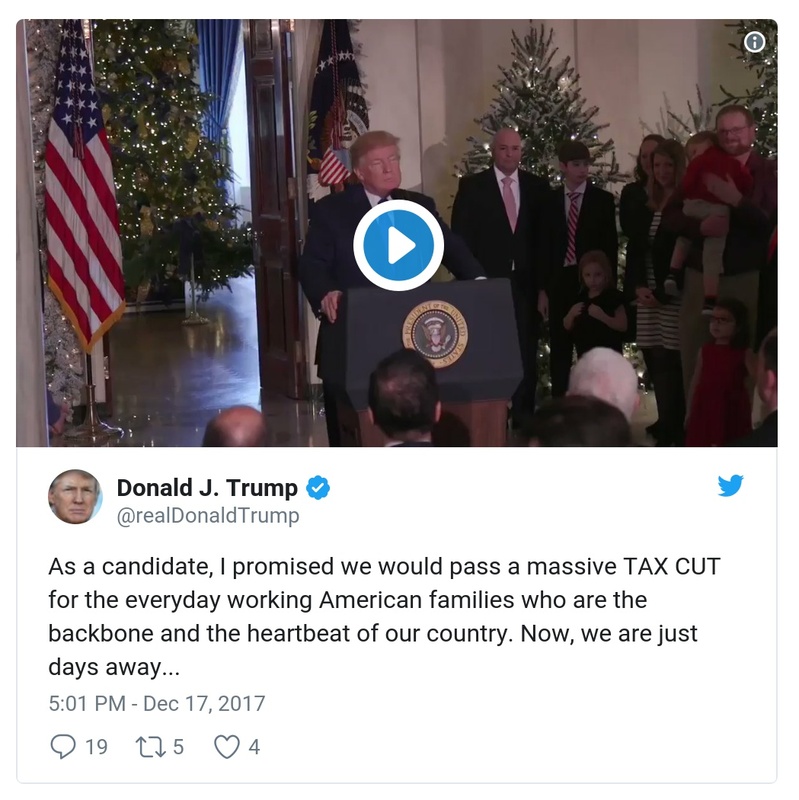 Donald J. Trump
@realDonaldTrump
As a candidate, I promised we would pass a massive TAX CUT
for the everyday working American families who are the
backbone and the heartbeat of our country. Now, we are just
days away...
5:01 PM - Dec 17, 2017
19 5 4